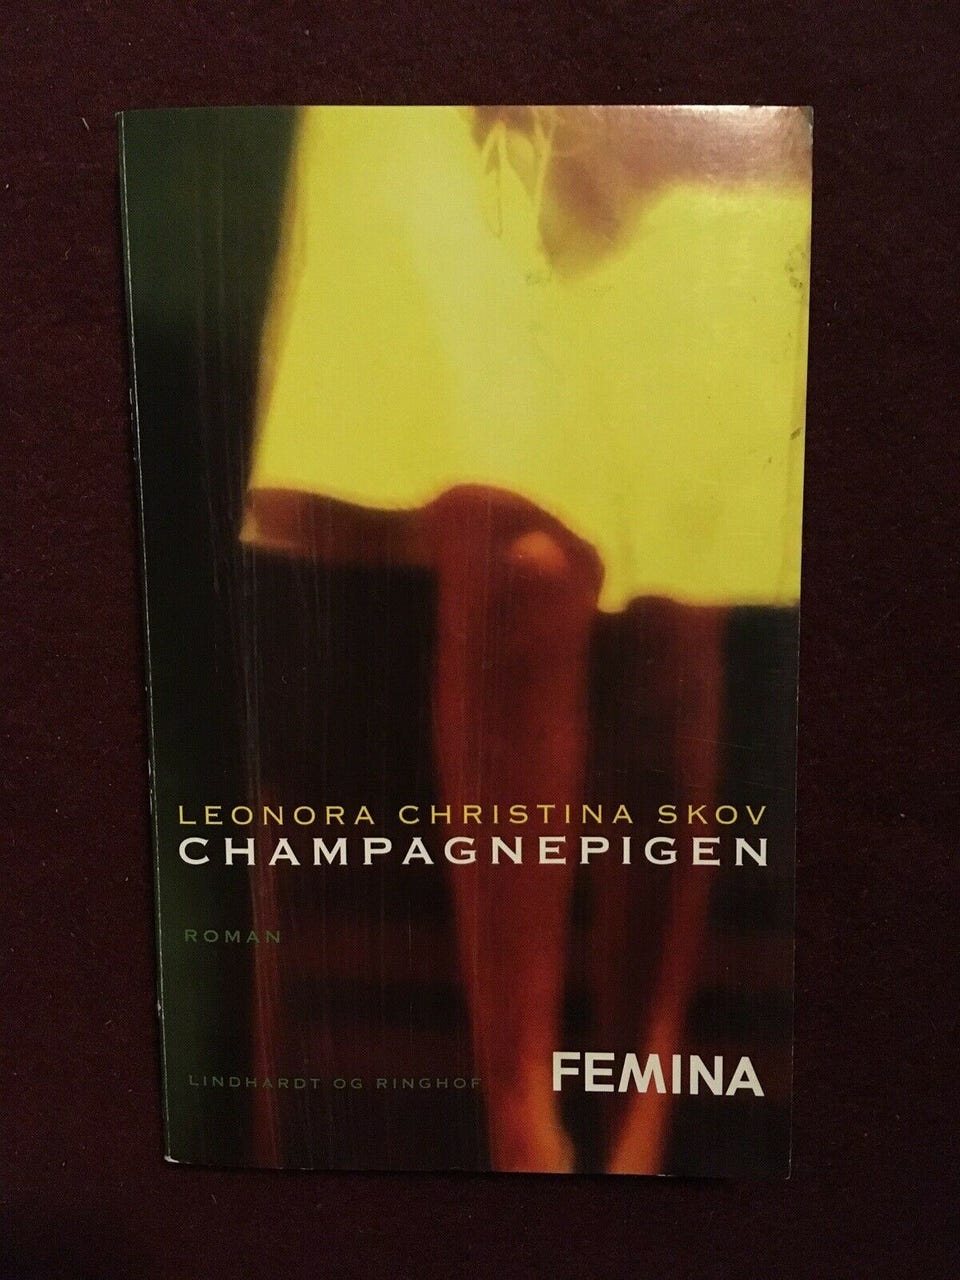 LEONORA CHRISTINA SKOV
CHAMPAGNEPIGEN
ROMAN
LINDHARDT OG RINGHOF
FEMINA